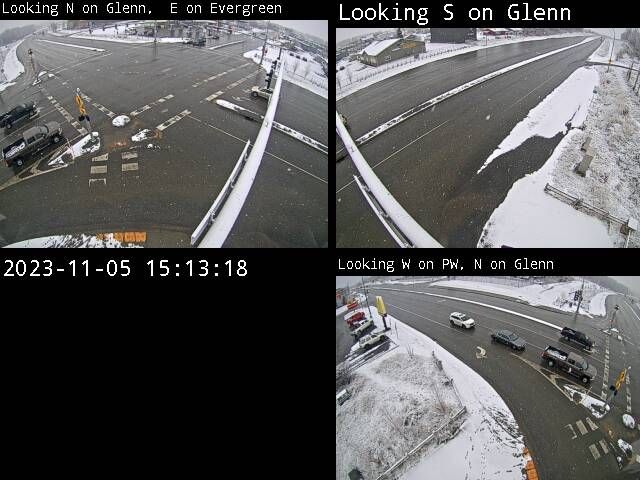 Looking N on Glenn,  E on Evergreen
Looking S on Glenn
2023-11-05 15:13:18
Looking W on PW, N on Glenn